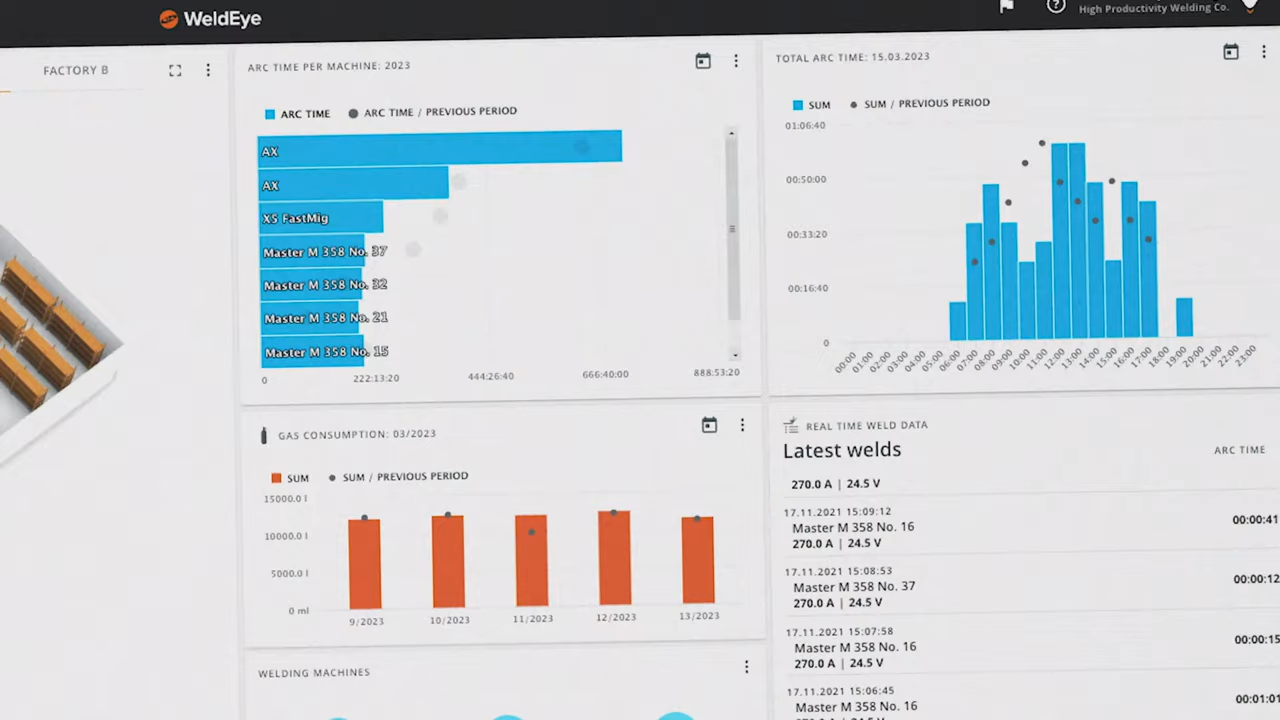 WeldEye
High Productivity Welding Co.
FACTORY B
ARC TIME PER MACHINE: 2023
ARC TIME
ARC TIME / PREVIOUS PERIOD
AX
AX
X5 FastMig
Master M 358 No. 37
Master M 358 No. 32
Master M 358 No. 21
Master M 358 No. 15
0
222:13:20
444:26:40
666:40:00
888:53:20
TOTAL ARC TIME: 15.03.2023
SUM
SUM / PREVIOUS PERIOD
01:06:40
00:50:00
00:33:20
00:16:40
0
00:00
01:00
02:00
03:00
04:00
05:00
06:00
07:00
08:00
09:00
10:00
11:00
12:00
13:00
14:00
15:00
16:00
17:00
18:00
19:00
20:00
21:00
22:00
23:00
GAS CONSUMPTION: 03/2023
SUM
SUM / PREVIOUS PERIOD
15000.0 l
10000.0 l
5000.0 l
0 ml
9/2023
10/2023
11/2023
12/2023
13/2023
REAL TIME WELD DATA
Latest welds
ARC TIME
270.0 A | 24.5 V
17.11.2021 15:09:12
Master M 358 No. 16
00:00:41
270.0 A | 24.5 V
17.11.2021 15:08:53
Master M 358 No. 37
00:00:12
270.0 A | 24.5 V
17.11.2021 15:07:58
Master M 358 No. 16
00:00:15
270.0 A | 24.5 V
17.11.2021 15:06:45
Master M 358 No. 16
00:01:01
WELDING MACHINES